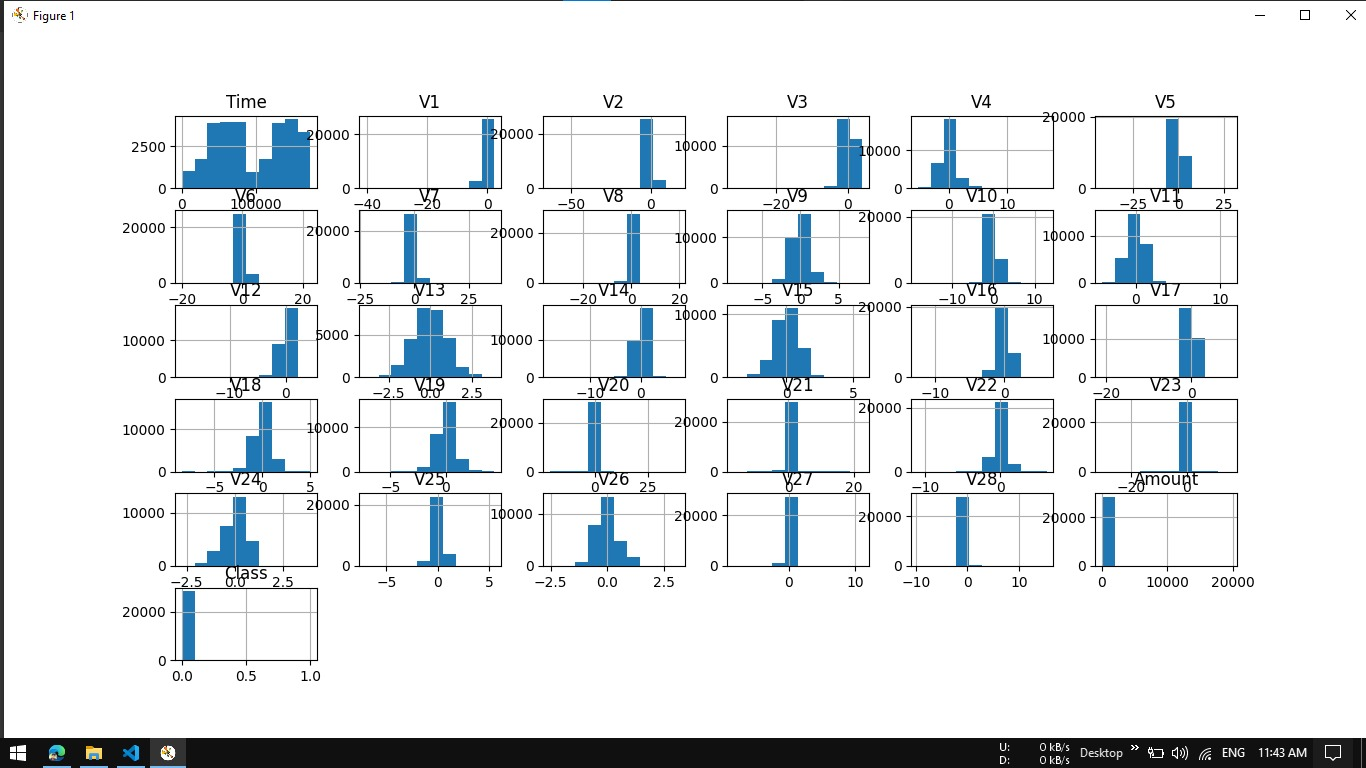 Figure 1
Time V1 V2 V3 V4 V5
2500 0 0 100000
20000 0 −40 −20 0
20000 0 −50 0
10000 0 −20 0
10000 0 0 10
20000 0 −25 0 25
V6 V7 V8 V9 V10 V11
20000 0 −20 0 20
20000 0 −25 0 25
20000 0 −20 0 20
10000 0 −5 0 5
20000 0 −10 0 10
10000 0 0 10
V12 V13 V14 V15 V16 V17
10000 0 −10 0
5000 0 −2.5 0.0 2.5
10000 0 −10 0
10000 0 0 5
20000 0 −10 0
10000 0 −20 0
V18 V19 V20 V21 V22 V23
10000 0 −5 0 5
10000 0 −5 0
20000 0 0 25
20000 0 0 20
20000 0 −10 0
20000 0 −20 0
V24 V25 V26 V27 V28 Amount
10000 0 −2.5 0.0 2.5
20000 0 −5 0 5
10000 0 −2.5 0.0 2.5
20000 0 0 10
20000 0 −10 0 10
20000 0 0 10000 20000
Class
20000 0 0.0 0.5 1.0
U: 0 kB/s
D: 0 kB/s
Desktop
ENG
11:43 AM